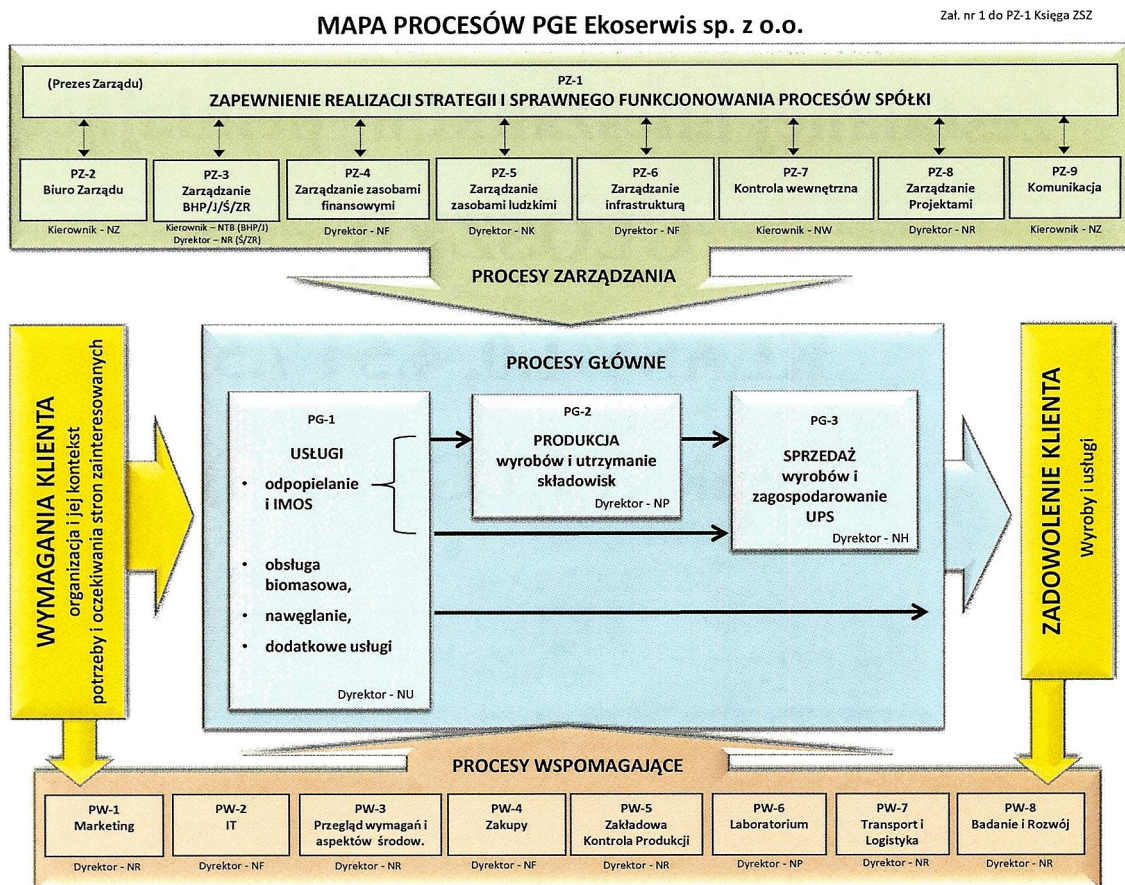 MAPA PROCESÓW PGE Ekoserwis sp. z o.o.
Zał. nr 1 do PZ-1 Księga ZSZ
(Prezes Zarządu)
PZ-1
ZAPEWNIENIE REALIZACJI STRATEGII I SPRAWNEGO FUNKCJONOWANIA PROCESÓW SPÓŁKI
PZ-2
Biuro Zarządu
Kierownik - NZ
PZ-3
Zarządzanie
BHP/J/Ś/ZR
Kierownik – NTB (BHP/J)
Dyrektor – NR (Ś/ZR)
PZ-4
Zarządzanie zasobami
finansowymi
Dyrektor - NF
PZ-5
Zarządzanie
zasobami ludzkimi
Dyrektor - NK
PZ-6
Zarządzanie
infrastrukturą
Dyrektor - NF
PZ-7
Kontrola wewnętrzna
Kierownik - NW
PZ-8
Zarządzanie
Projektami
Dyrektor - NR
PZ-9
Komunikacja
Kierownik - NZ
PROCESY ZARZĄDZANIA
WYMAGANIA KLIENTA
organizacja i jej kontekst
potrzeby i oczekiwania stron zainteresowanych
PROCESY GŁÓWNE
PG-1
USŁUGI
• odpopielanie
i IMOS
• obsługa
biomasowa,
• nawęglanie,
• dodatkowe usługi
Dyrektor - NU
PG-2
PRODUKCJA
wyrobów i utrzymanie
składowisk
Dyrektor - NP
PG-3
SPRZEDAŻ
wyrobów i
zagospodarowanie
UPS
Dyrektor - NH
ZADOWOLENIE KLIENTA
Wyroby i usługi
PROCESY WSPOMAGAJĄCE
PW-1
Marketing
Dyrektor - NR
PW-2
IT
Dyrektor - NF
PW-3
Przegląd wymagań i
aspektów środow.
Dyrektor - NR
PW-4
Zakupy
Dyrektor - NF
PW-5
Zakładowa
Kontrola Produkcji
Dyrektor - NR
PW-6
Laboratorium
Dyrektor - NP
PW-7
Transport i
Logistyka
Dyrektor - NR
PW-8
Badanie i Rozwój
Dyrektor - NR